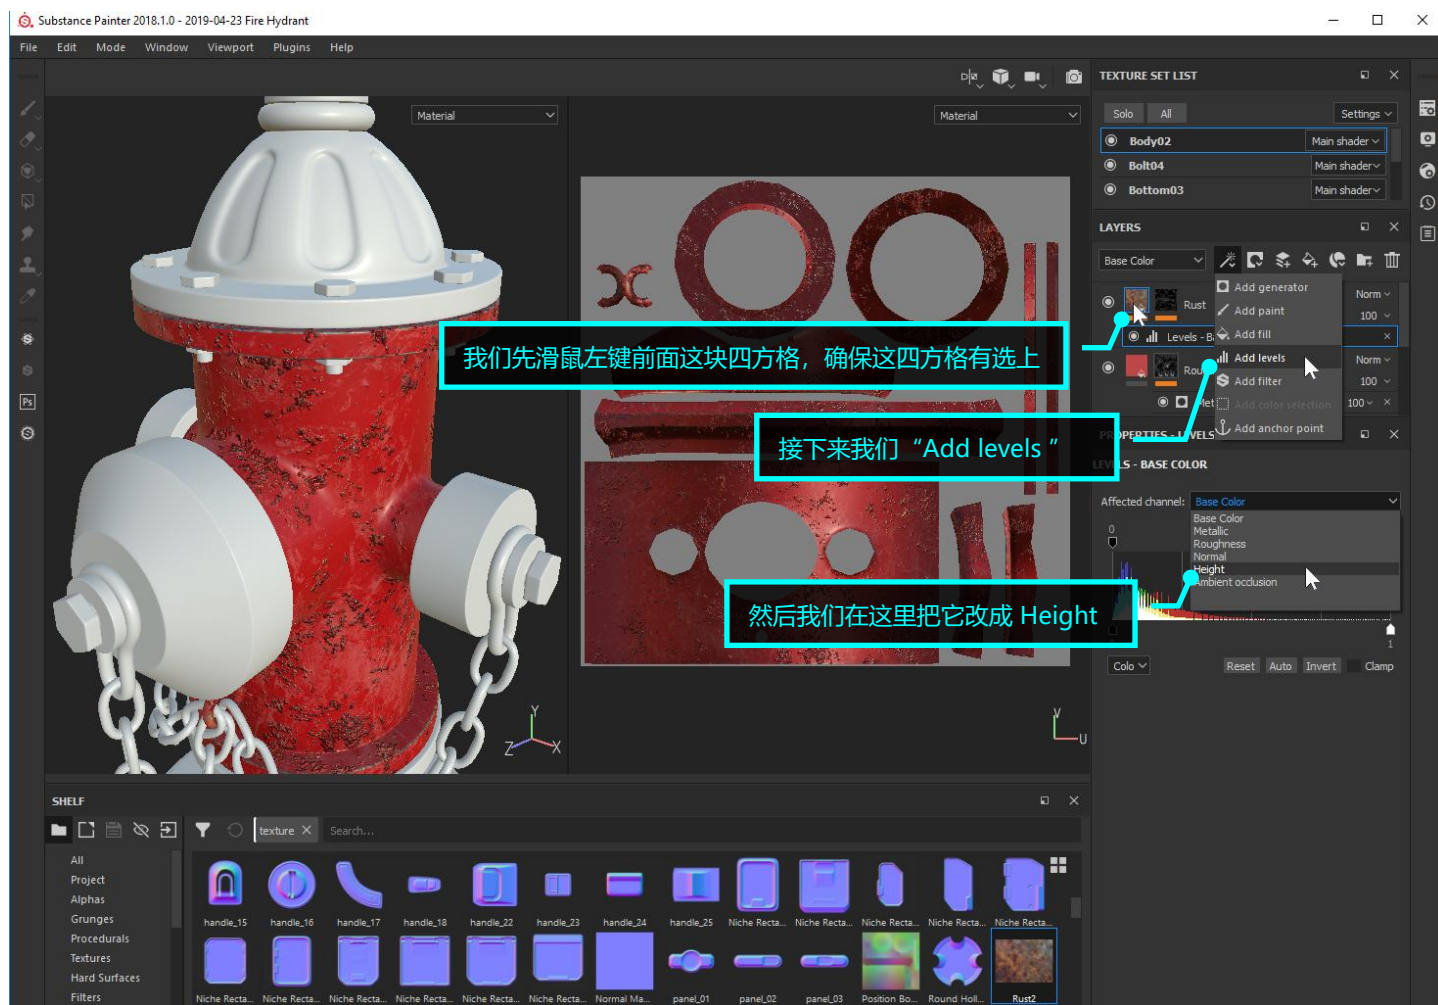 Substance Painter 2018.1.0 - 2019-04-23 Fire Hydrant
File Edit Mode Window Viewport Plugins Help
Material
Material
TEXTURE SET LIST
Solo All Settings
Body02 Main shader
Bolt04 Main shader
Bottom03 Main shader
LAYERS
Base Color
Rust Norm
100
Levels - B
Rou Norm
100
Met 100
Add generator
Add paint
Add fill
Add levels
Add filter
Add color selection
Add anchor point
我们先滑鼠左键前面这块四方格，确保这四方格有选上
接下来我们“Add levels ”
然后我们在这里把它改成 Height
PROPERTIES - LEVELS
LEVELS - BASE COLOR
Affected channel: Base Color
Base Color
Metallic
Roughness
Normal
Height
Ambient occlusion
0
1
Colo Reset Auto Invert Clamp
Ps
Y
Z X
V
U
SHELF
texture Search...
All
Project
Alphas
Grunges
Procedurals
Textures
Hard Surfaces
Filters
handle_15 handle_16 handle_17 handle_18 handle_22 handle_23 handle_24 handle_25 Niche Recta... Niche Recta... Niche Recta... Niche Recta... Niche Recta...
Niche Recta... Niche Recta... Niche Recta... Niche Recta... Niche Recta... Niche Recta... Normal Ma... panel_01 panel_02 panel_03 Position Bo... Round Holl... Rust2